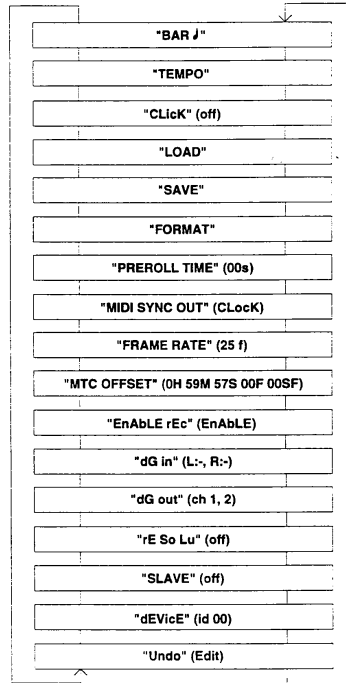 "BAR ♩"
"TEMPO"
"CLicK" (off)
"LOAD"
"SAVE"
"FORMAT"
"PREROLL TIME" (00s)
"MIDI SYNC OUT" (CLocK)
"FRAME RATE" (25 f)
"MTC OFFSET" (0H 59M 57S 00F 00SF)
"EnAbLE rEc" (EnAbLE)
"dG in" (L:-, R:-)
"dG out" (ch 1, 2)
"rE So Lu" (off)
"SLAVE" (off)
"dEVicE" (id 00)
"Undo" (Edit)